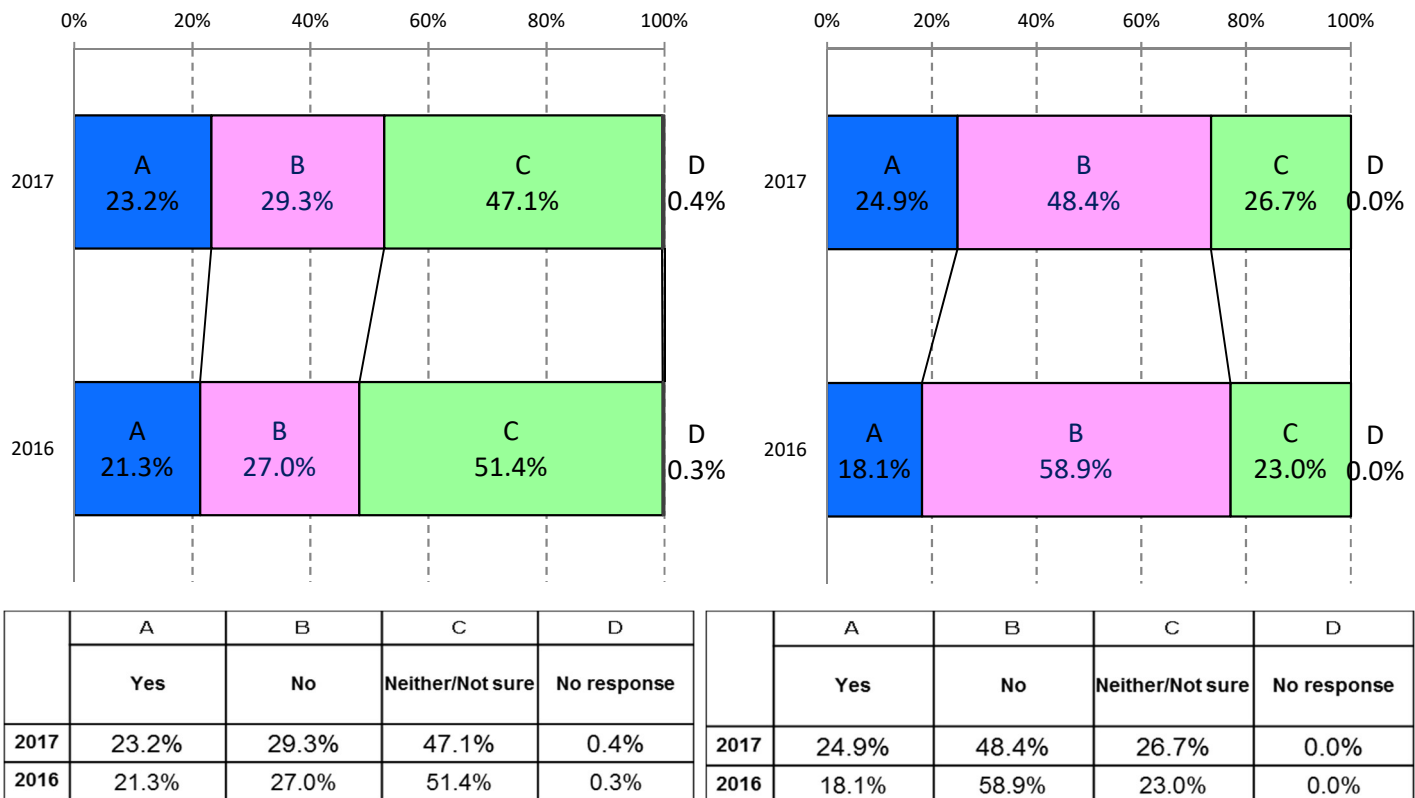 0% 20% 40% 60% 80% 100%
2017
A
23.2%
B
29.3%
C
47.1%
D
0.4%
2016
A
21.3%
B
27.0%
C
51.4%
D
0.3%
0% 20% 40% 60% 80% 100%
2017
A
24.9%
B
48.4%
C
26.7%
D
0.0%
2016
A
18.1%
B
58.9%
C
23.0%
D
0.0%
A B C D
Yes No Neither/Not sure No response
2017 23.2% 29.3% 47.1% 0.4%
2016 21.3% 27.0% 51.4% 0.3%
A B C D
Yes No Neither/Not sure No response
2017 24.9% 48.4% 26.7% 0.0%
2016 18.1% 58.9% 23.0% 0.0%